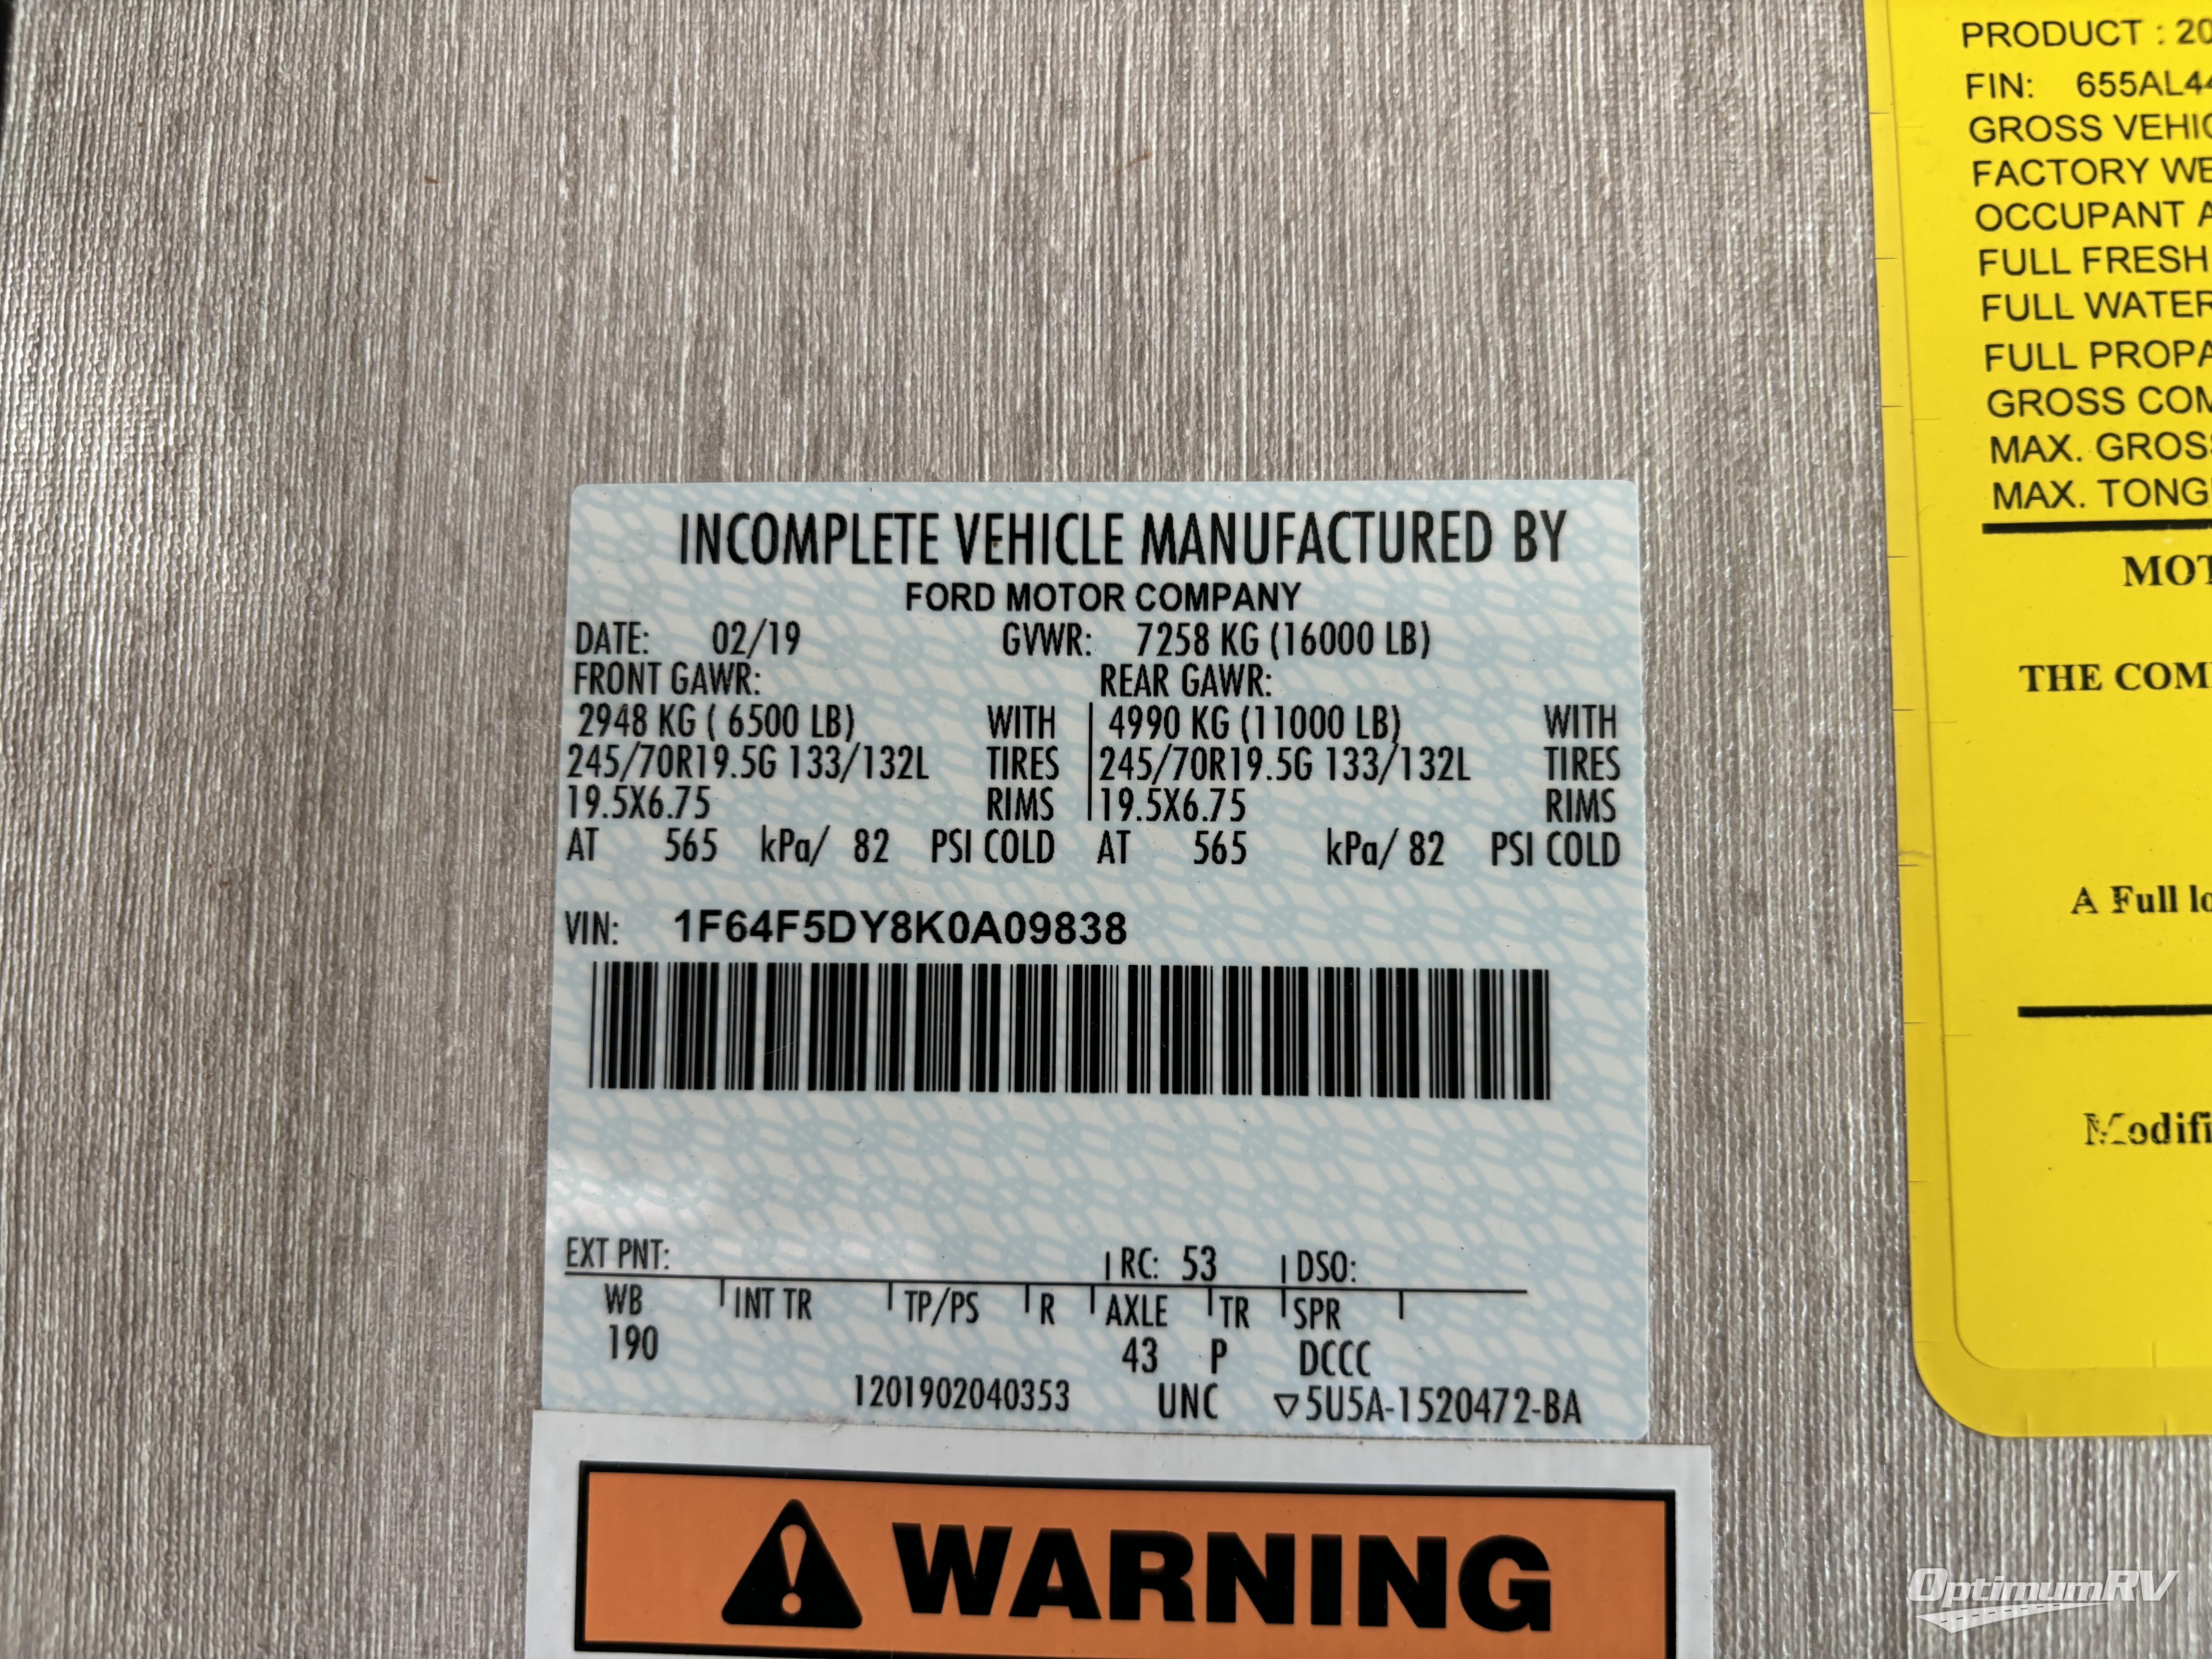 INCOMPLETE VEHICLE MANUFACTURED BY
FORD MOTOR COMPANY
DATE: 02/19 GVWR: 7258 KG (16000 LB)
FRONT GAWR: REAR GAWR:
2948 KG ( 6500 LB) WITH 4990 KG (11000 LB) WITH
245/70R19.5G 133/132L TIRES 245/70R19.5G 133/132L TIRES
19.5X6.75 RIMS 19.5X6.75 RIMS
AT 565 kPa/ 82 PSI COLD AT 565 kPa/ 82 PSI COLD
VIN: 1F64F5DY8K0A09838
EXT PNT: RC: 53 DSO:
WB INT TR TP/PS R AXLE TR SPR
190 43 P DCCC
1201902040353 UNC ▽5U5A-1520472-BA
WARNING
PRODUCT : 20
FIN: 655AL44
GROSS VEHIC
FACTORY WE
OCCUPANT A
FULL FRESH
FULL WATER
FULL PROPA
GROSS COM
MAX. GROSS
MAX. TONG
MOT
THE COM
A Full lo
Modifi
OptimumRV